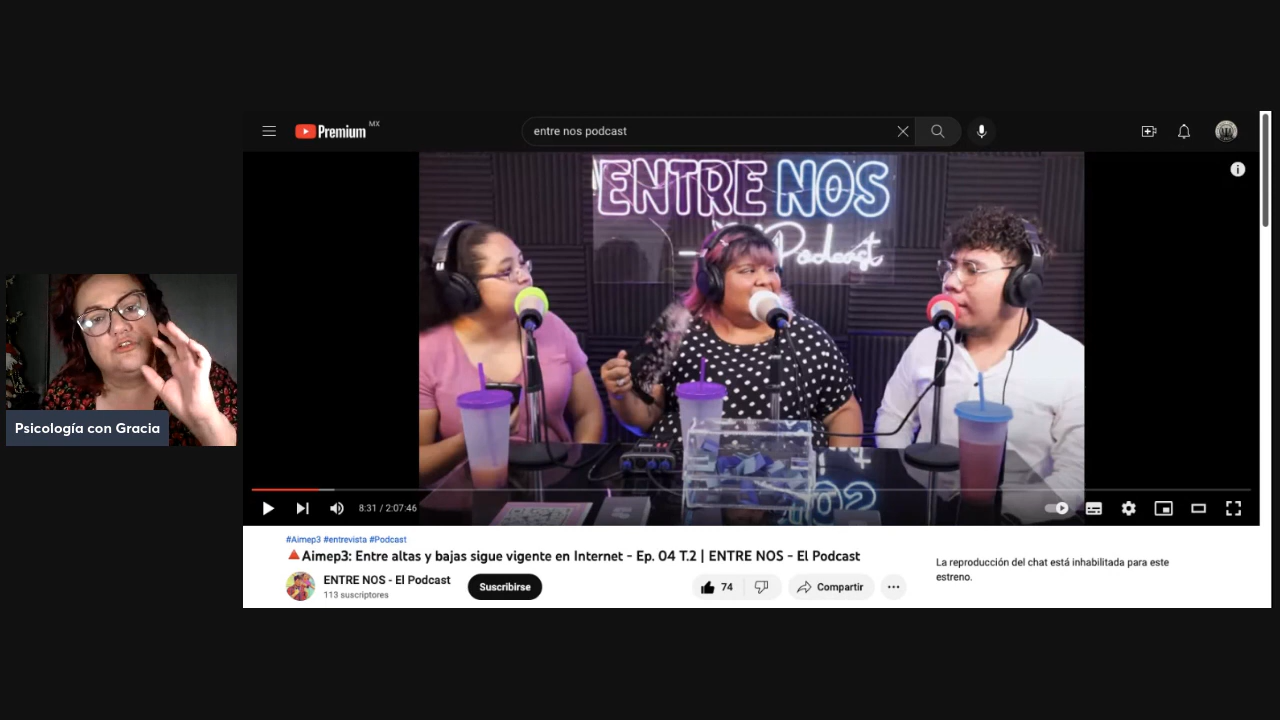 Premium MX
entre nos podcast
ENTRE NOS
Podcast
8:31 / 2:07:46
Psicología con Gracia
#Aimep3 #entrevista #Podcast
🔺Aimep3: Entre altas y bajas sigue vigente en Internet - Ep. 04 T.2 | ENTRE NOS - El Podcast
ENTRE NOS - El Podcast
113 suscriptores
Suscribirse
74
Compartir
La reproducción del chat está inhabilitada para este
estreno.